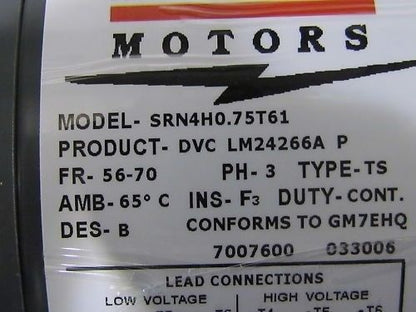 MOTORS
MODEL- SRN4H0.75T61
PRODUCT- DVC LM24266A P
FR- 56-70 PH- 3 TYPE-TS
AMB- 65° C INS- F3 DUTY- CONT.
DES- B CONFORMS TO GM7EHQ
7007600 033006
LEAD CONNECTIONS
LOW VOLTAGE HIGH VOLTAGE